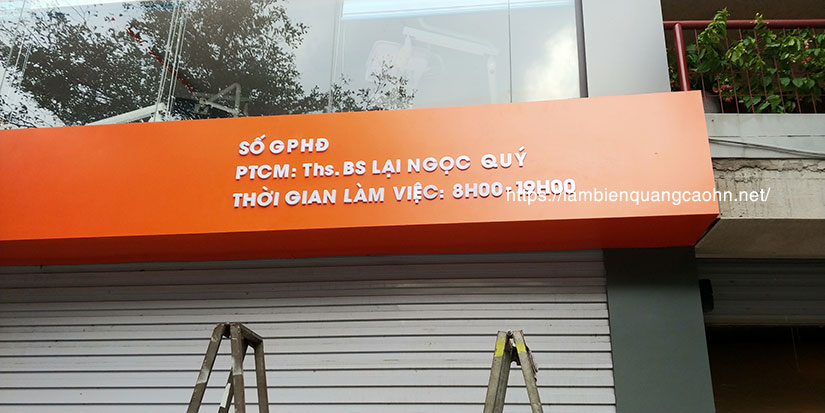 SỐ GPHĐ
PTCM: Ths.BS LẠI NGỌC QUÝ
THỜI GIAN LÀM VIỆC: 8H00-19H00
https://lambienquangcaohn.net/